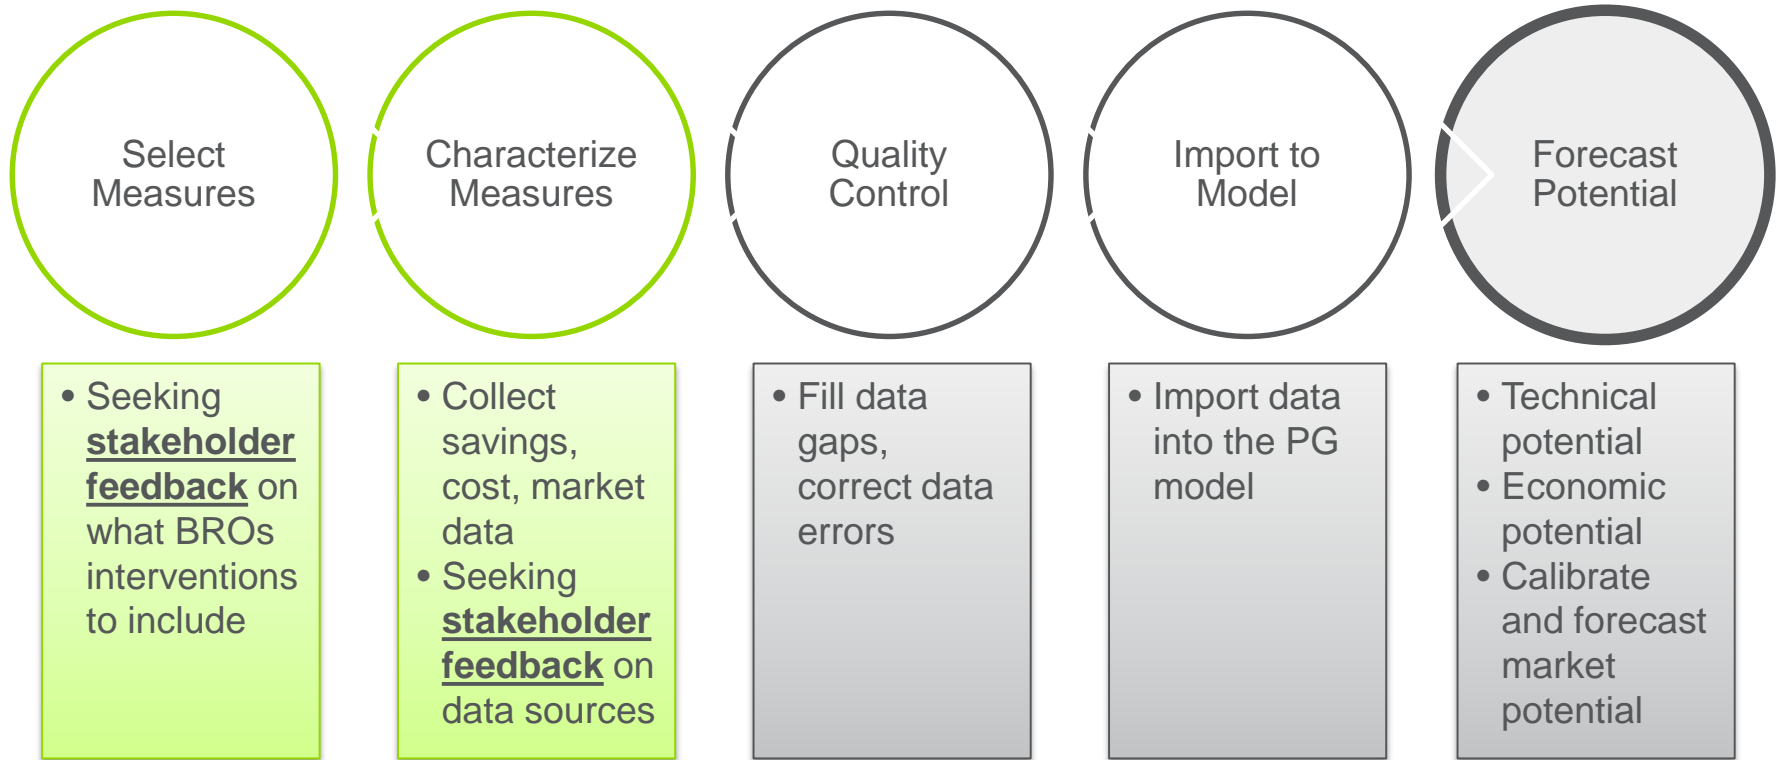 Select
Measures
Characterize
Measures
Quality
Control
Import to
Model
Forecast
Potential
• Seeking
stakeholder
feedback on
what BROs
interventions
to include
• Collect
savings,
cost, market
data
• Seeking
stakeholder
feedback on
data sources
• Fill data
gaps,
correct data
errors
• Import data
into the PG
model
• Technical
potential
• Economic
potential
• Calibrate
and forecast
market
potential